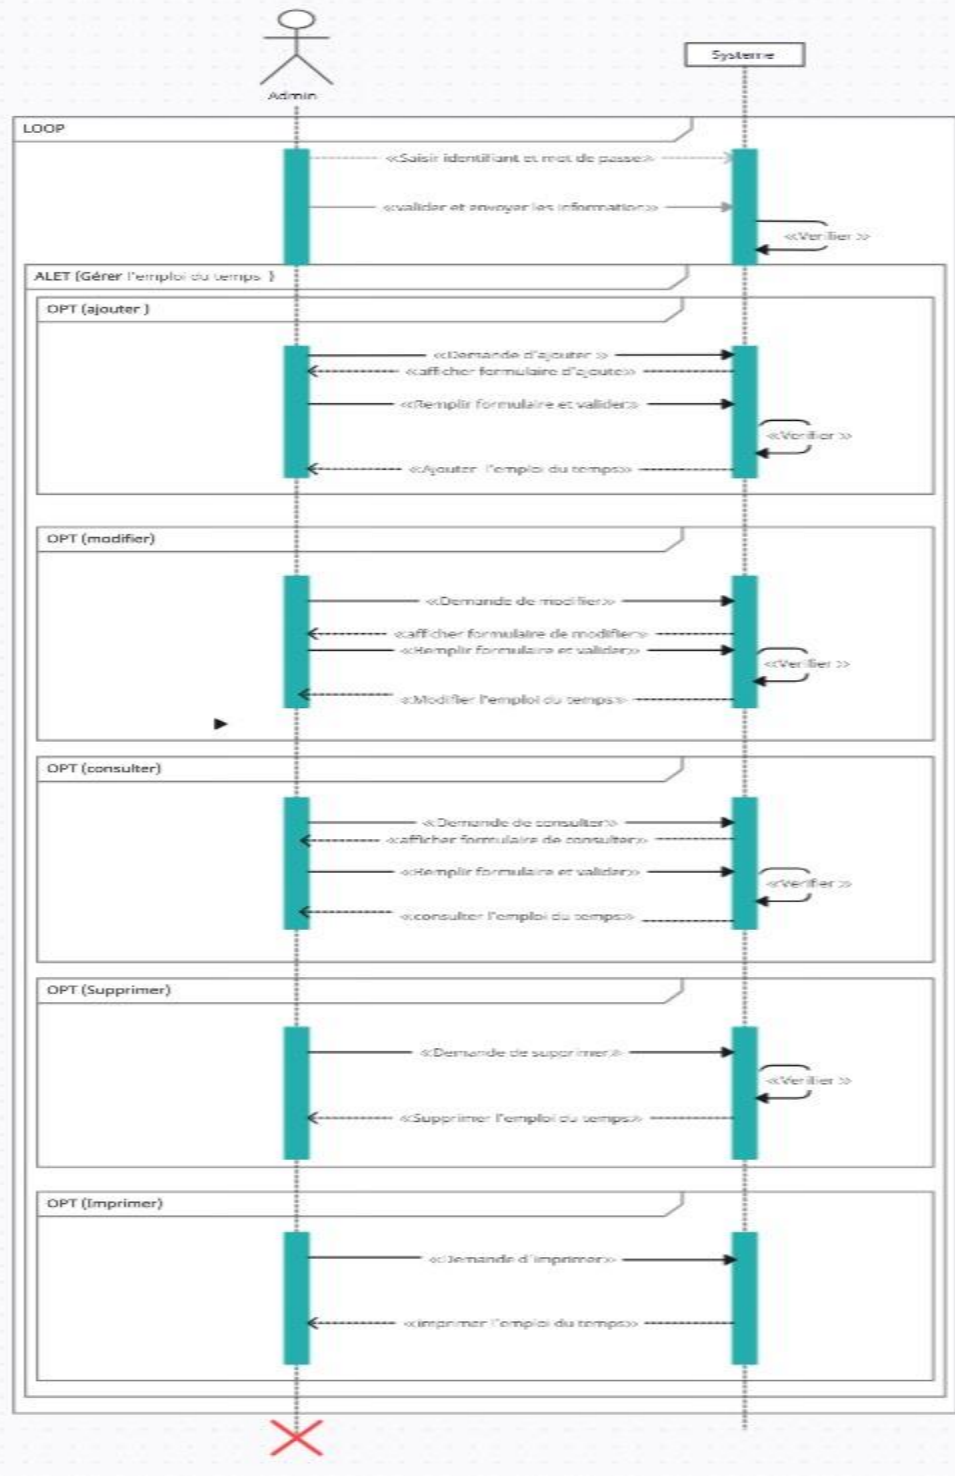 Systeme
Admin
LOOP
«Saisir identifiant et mot de passe»
«valider et envoyer les information»
«Verifier »
ALET (Gérer l'emploi du temps )
OPT (ajouter )
«Demande d'ajouter »
«afficher formulaire d'ajoute»
«Remplir formulaire et valider»
«Verifier »
«Ajouter l'emploi du temps»
OPT (modifier)
«Demande de modifier»
«afficher formulaire de modifier»
«Remplir formulaire et valider»
«Verifier »
«Modifier l'emploi du temps»
OPT (consulter)
«Demande de consulter»
«afficher formulaire de consulter»
«Remplir formulaire et valider»
«Verifier »
«consulter l'emploi du temps»
OPT (Supprimer)
«Demande de supprimer»
«Verifier »
«Supprimer l'emploi du temps»
OPT (Imprimer)
«Demande d'imprimer»
«imprimer l'emploi du temps»